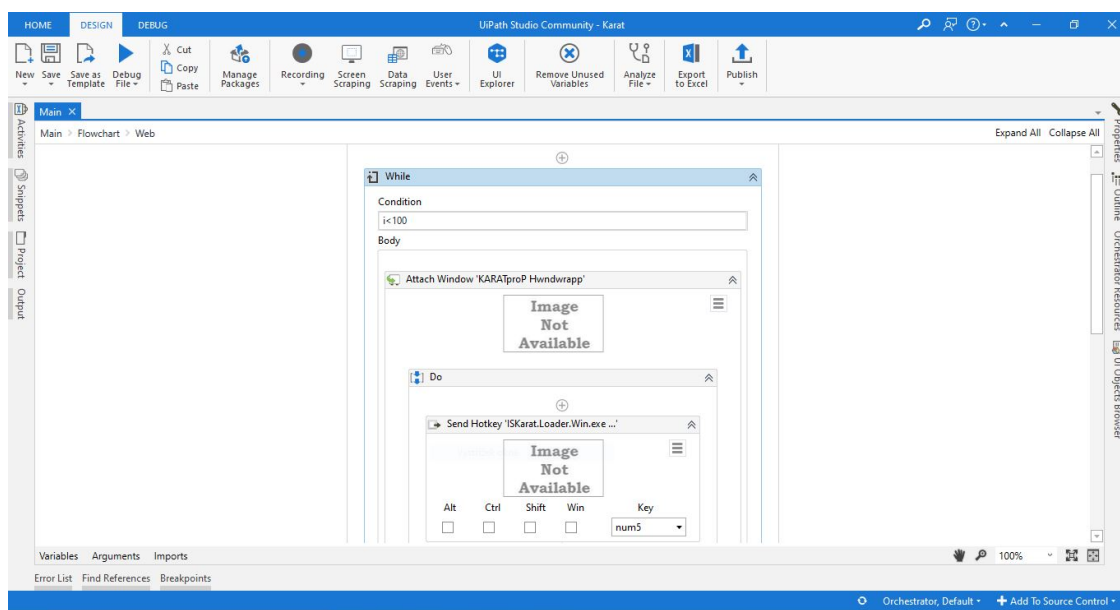 HOME DESIGN DEBUG UiPath Studio Community - Karat
New Save Save as Template Debug File Cut Copy Paste Manage Packages Recording Screen Scraping Data Scraping User Events UI Explorer Remove Unused Variables Analyze File Export to Excel Publish
Main
Main > Flowchart > Web Expand All Collapse All
Activities
Snippets
Project
Output
While
Condition
i<100
Body
Attach Window 'KARATproP Hwndwrapp'
Image
Not
Available
Do
Send Hotkey 'ISKarat.Loader.Win.exe ...'
Image
Not
Available
Alt Ctrl Shift Win Key
num5
Properties
Outline
Orchestrator Resources
UI Objects Browser
Variables Arguments Imports 100%
Error List Find References Breakpoints
Orchestrator, Default Add To Source Control